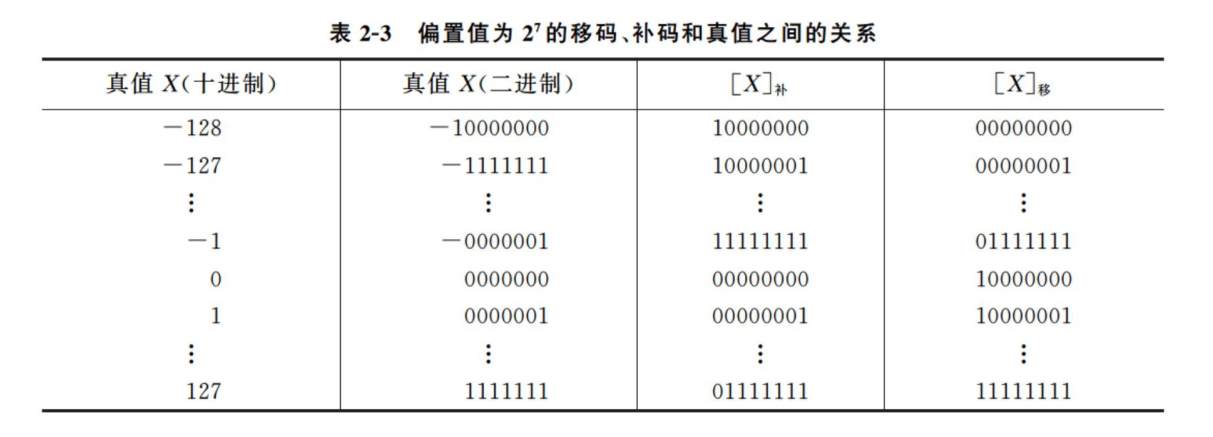 表 2-3 偏置值为 2⁷ 的移码、补码和真值之间的关系
真值 X(十进制) 真值 X(二进制) [X]补 [X]移
−128 −10000000 10000000 00000000
−127 −1111111 10000001 00000001
⋮ ⋮ ⋮ ⋮
−1 −0000001 11111111 01111111
0 0000000 00000000 10000000
1 0000001 00000001 10000001
⋮ ⋮ ⋮ ⋮
127 1111111 01111111 11111111